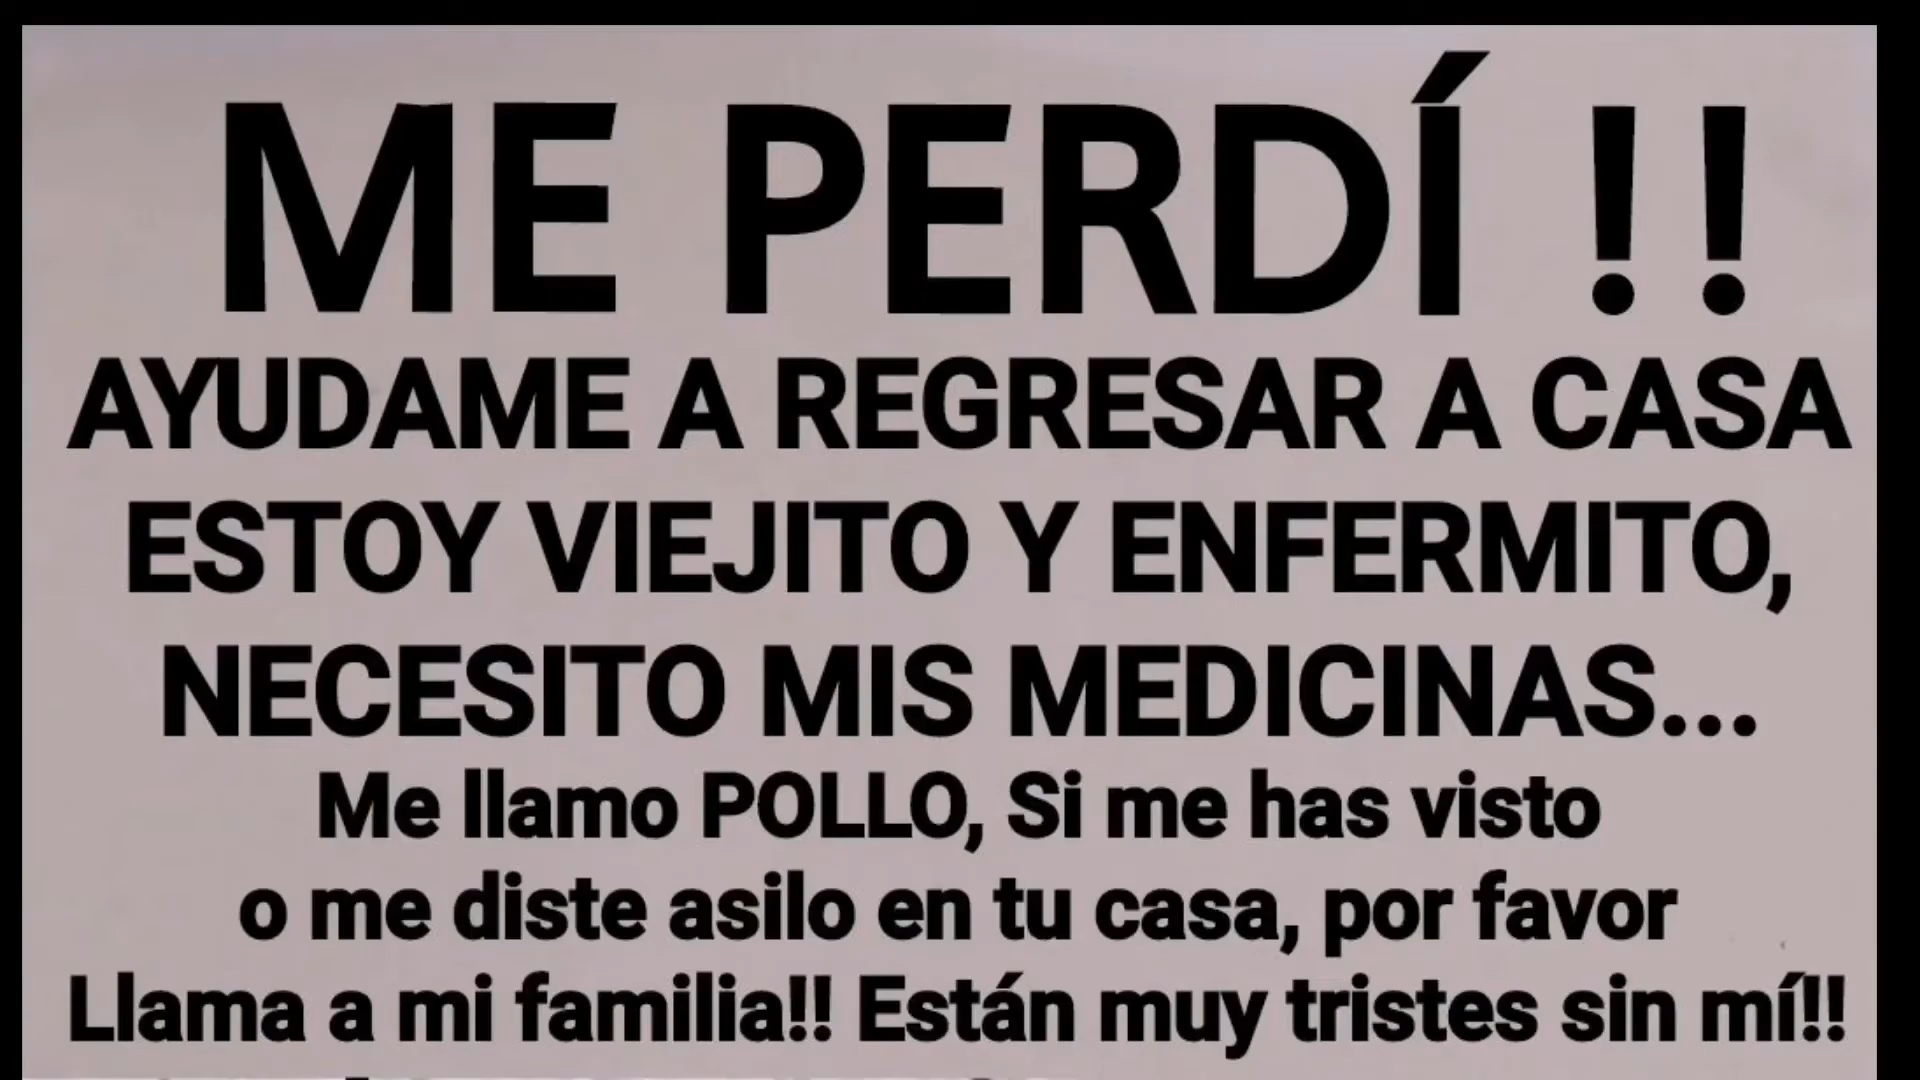 ME PERDÍ !!
AYUDAME A REGRESAR A CASA
ESTOY VIEJITO Y ENFERMITO,
NECESITO MIS MEDICINAS...
Me llamo POLLO, Si me has visto
o me diste asilo en tu casa, por favor
Llama a mi familia!! Están muy tristes sin mí!!